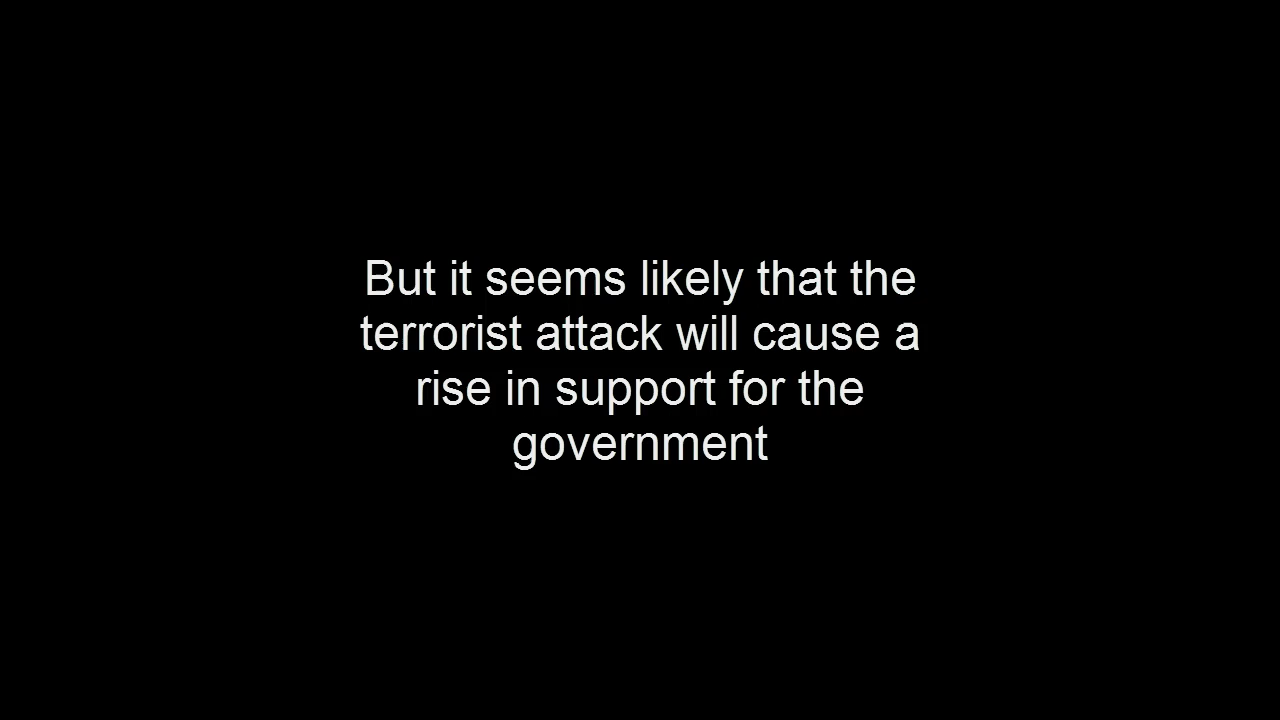 But it seems likely that the
terrorist attack will cause a
rise in support for the
government